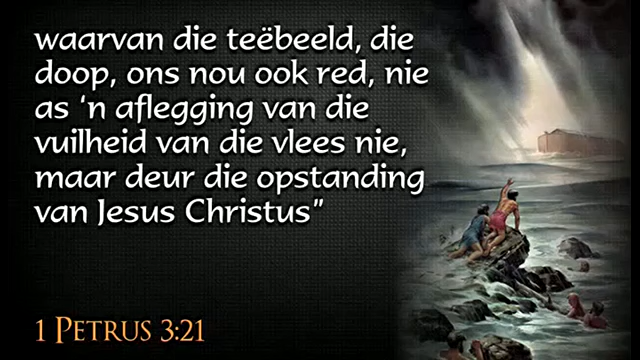 waarvan die teëbeeld, die
doop, ons nou ook red, nie
as ‘n aflegging van die
vuilheid van die vlees nie,
maar deur die opstanding
van Jesus Christus”
1 Petrus 3:21